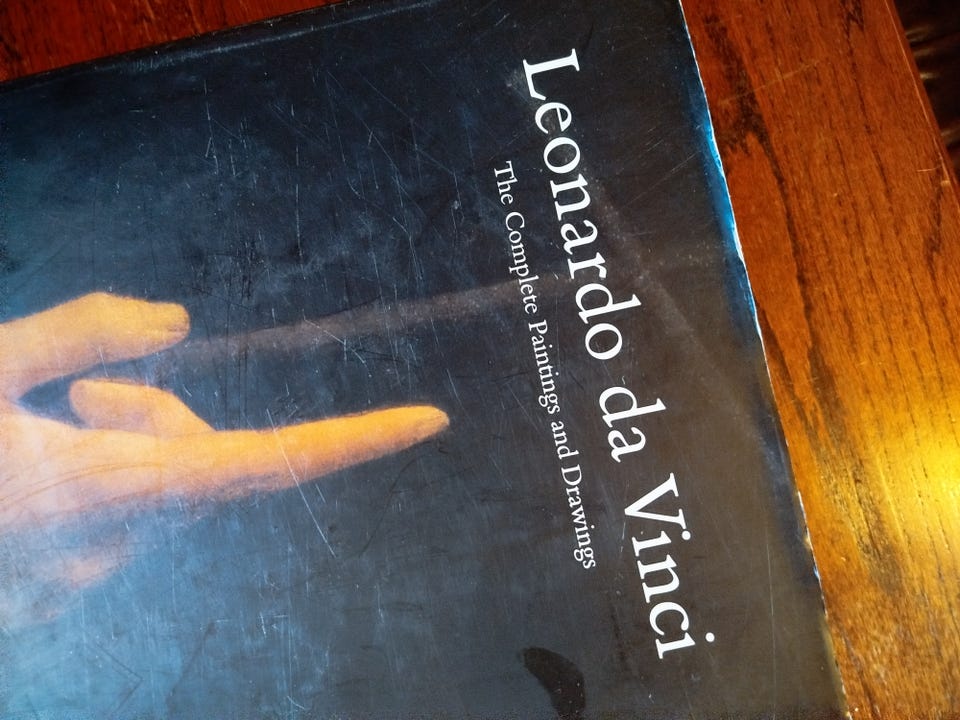 Leonardo da Vinci
The Complete Paintings and Drawings